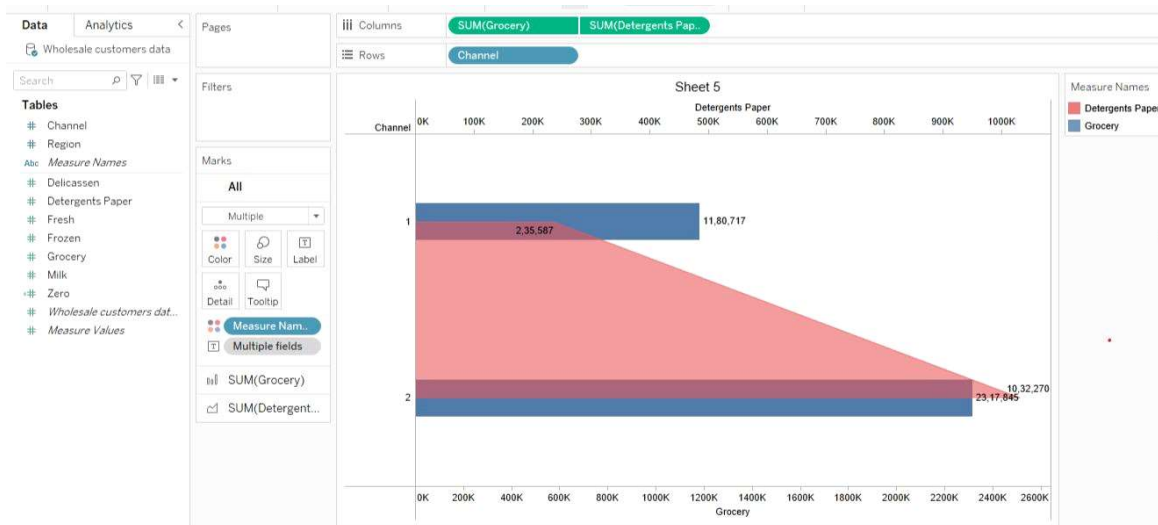 Data Analytics <
Wholesale customers data
Search
Tables
# Channel
# Region
Abc Measure Names
# Delicassen
# Detergents Paper
# Fresh
# Frozen
# Grocery
# Milk
# Zero
# Wholesale customers dat...
# Measure Values
Pages
Filters
Marks
All
Multiple
Color Size Label
Detail Tooltip
Measure Nam..
Multiple fields
SUM(Grocery)
SUM(Detergent...
Columns SUM(Grocery) SUM(Detergents Pap..
Rows Channel
Sheet 5
Detergents Paper
Channel 0K 100K 200K 300K 400K 500K 600K 700K 800K 900K 1000K
1 11,80,717
2,35,587
10,32,270
2 23,17,845
0K 200K 400K 600K 800K 1000K 1200K 1400K 1600K 1800K 2000K 2200K 2400K 2600K
Grocery
Measure Names
Detergents Paper
Grocery